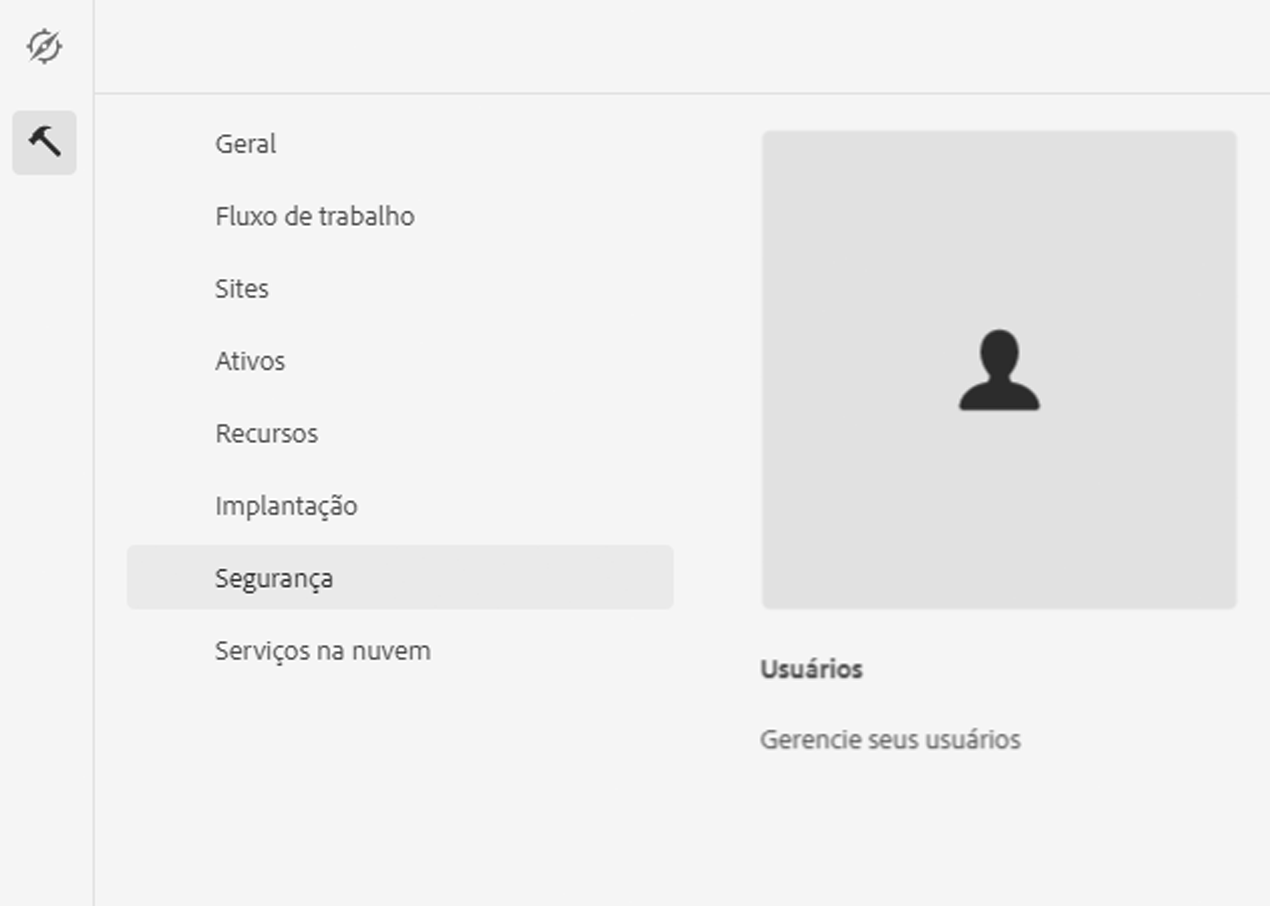 Geral
Fluxo de trabalho
Sites
Ativos
Recursos
Implantação
Segurança
Serviços na nuvem
Usuários
Gerencie seus usuários